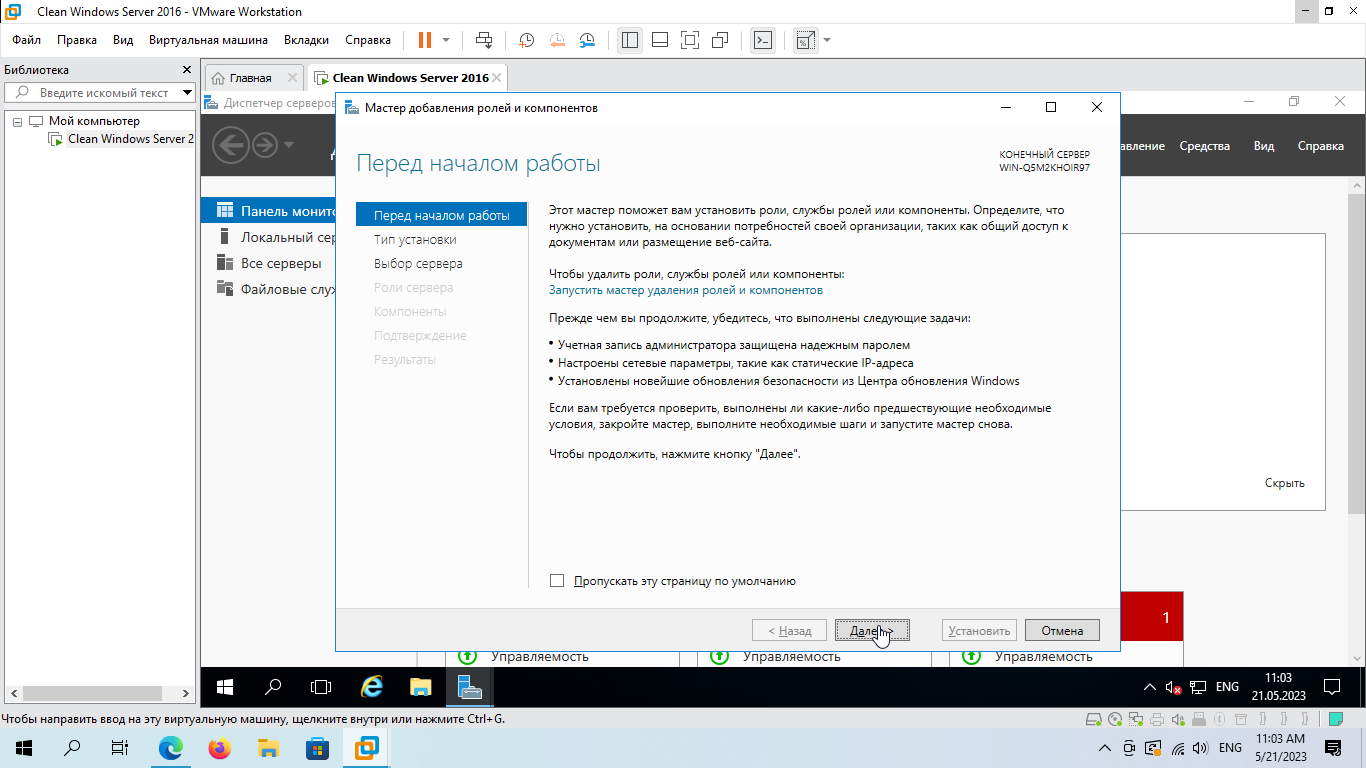 Clean Windows Server 2016 - VMware Workstation
Файл Правка Вид Виртуальная машина Вкладки Справка
Библиотека
Введите искомый текст
Мой компьютер
Clean Windows Server 2
Главная
Clean Windows Server 2016
Диспетчер серверов
Мастер добавления ролей и компонентов
Средства Вид Справка
Перед началом работы
КОНЕЧНЫЙ СЕРВЕР
WIN-Q5M2KHOIR97
Панель монито
Локальный сер
Все серверы
Файловые служ
Перед началом работы
Тип установки
Выбор сервера
Роли сервера
Компоненты
Подтверждение
Результаты
Этот мастер поможет вам установить роли, службы ролей или компоненты. Определите, что
нужно установить, на основании потребностей своей организации, таких как общий доступ к
документам или размещение веб-сайта.
Чтобы удалить роли, службы ролей или компоненты:
Запустить мастер удаления ролей и компонентов
Прежде чем вы продолжите, убедитесь, что выполнены следующие задачи:
• Учетная запись администратора защищена надежным паролем
• Настроены сетевые параметры, такие как статические IP-адреса
• Установлены новейшие обновления безопасности из Центра обновления Windows
Если вам требуется проверить, выполнены ли какие-либо предшествующие необходимые
условия, закройте мастер, выполните необходимые шаги и запустите мастер снова.
Чтобы продолжить, нажмите кнопку "Далее".
Скрыть
Пропускать эту страницу по умолчанию
1
< Назад Далее > Установить Отмена
Управляемость Управляемость Управляемость
ENG
11:03
21.05.2023
Чтобы направить ввод на эту виртуальную машину, щелкните внутри или нажмите Ctrl+G.
ENG
11:03 AM
5/21/2023